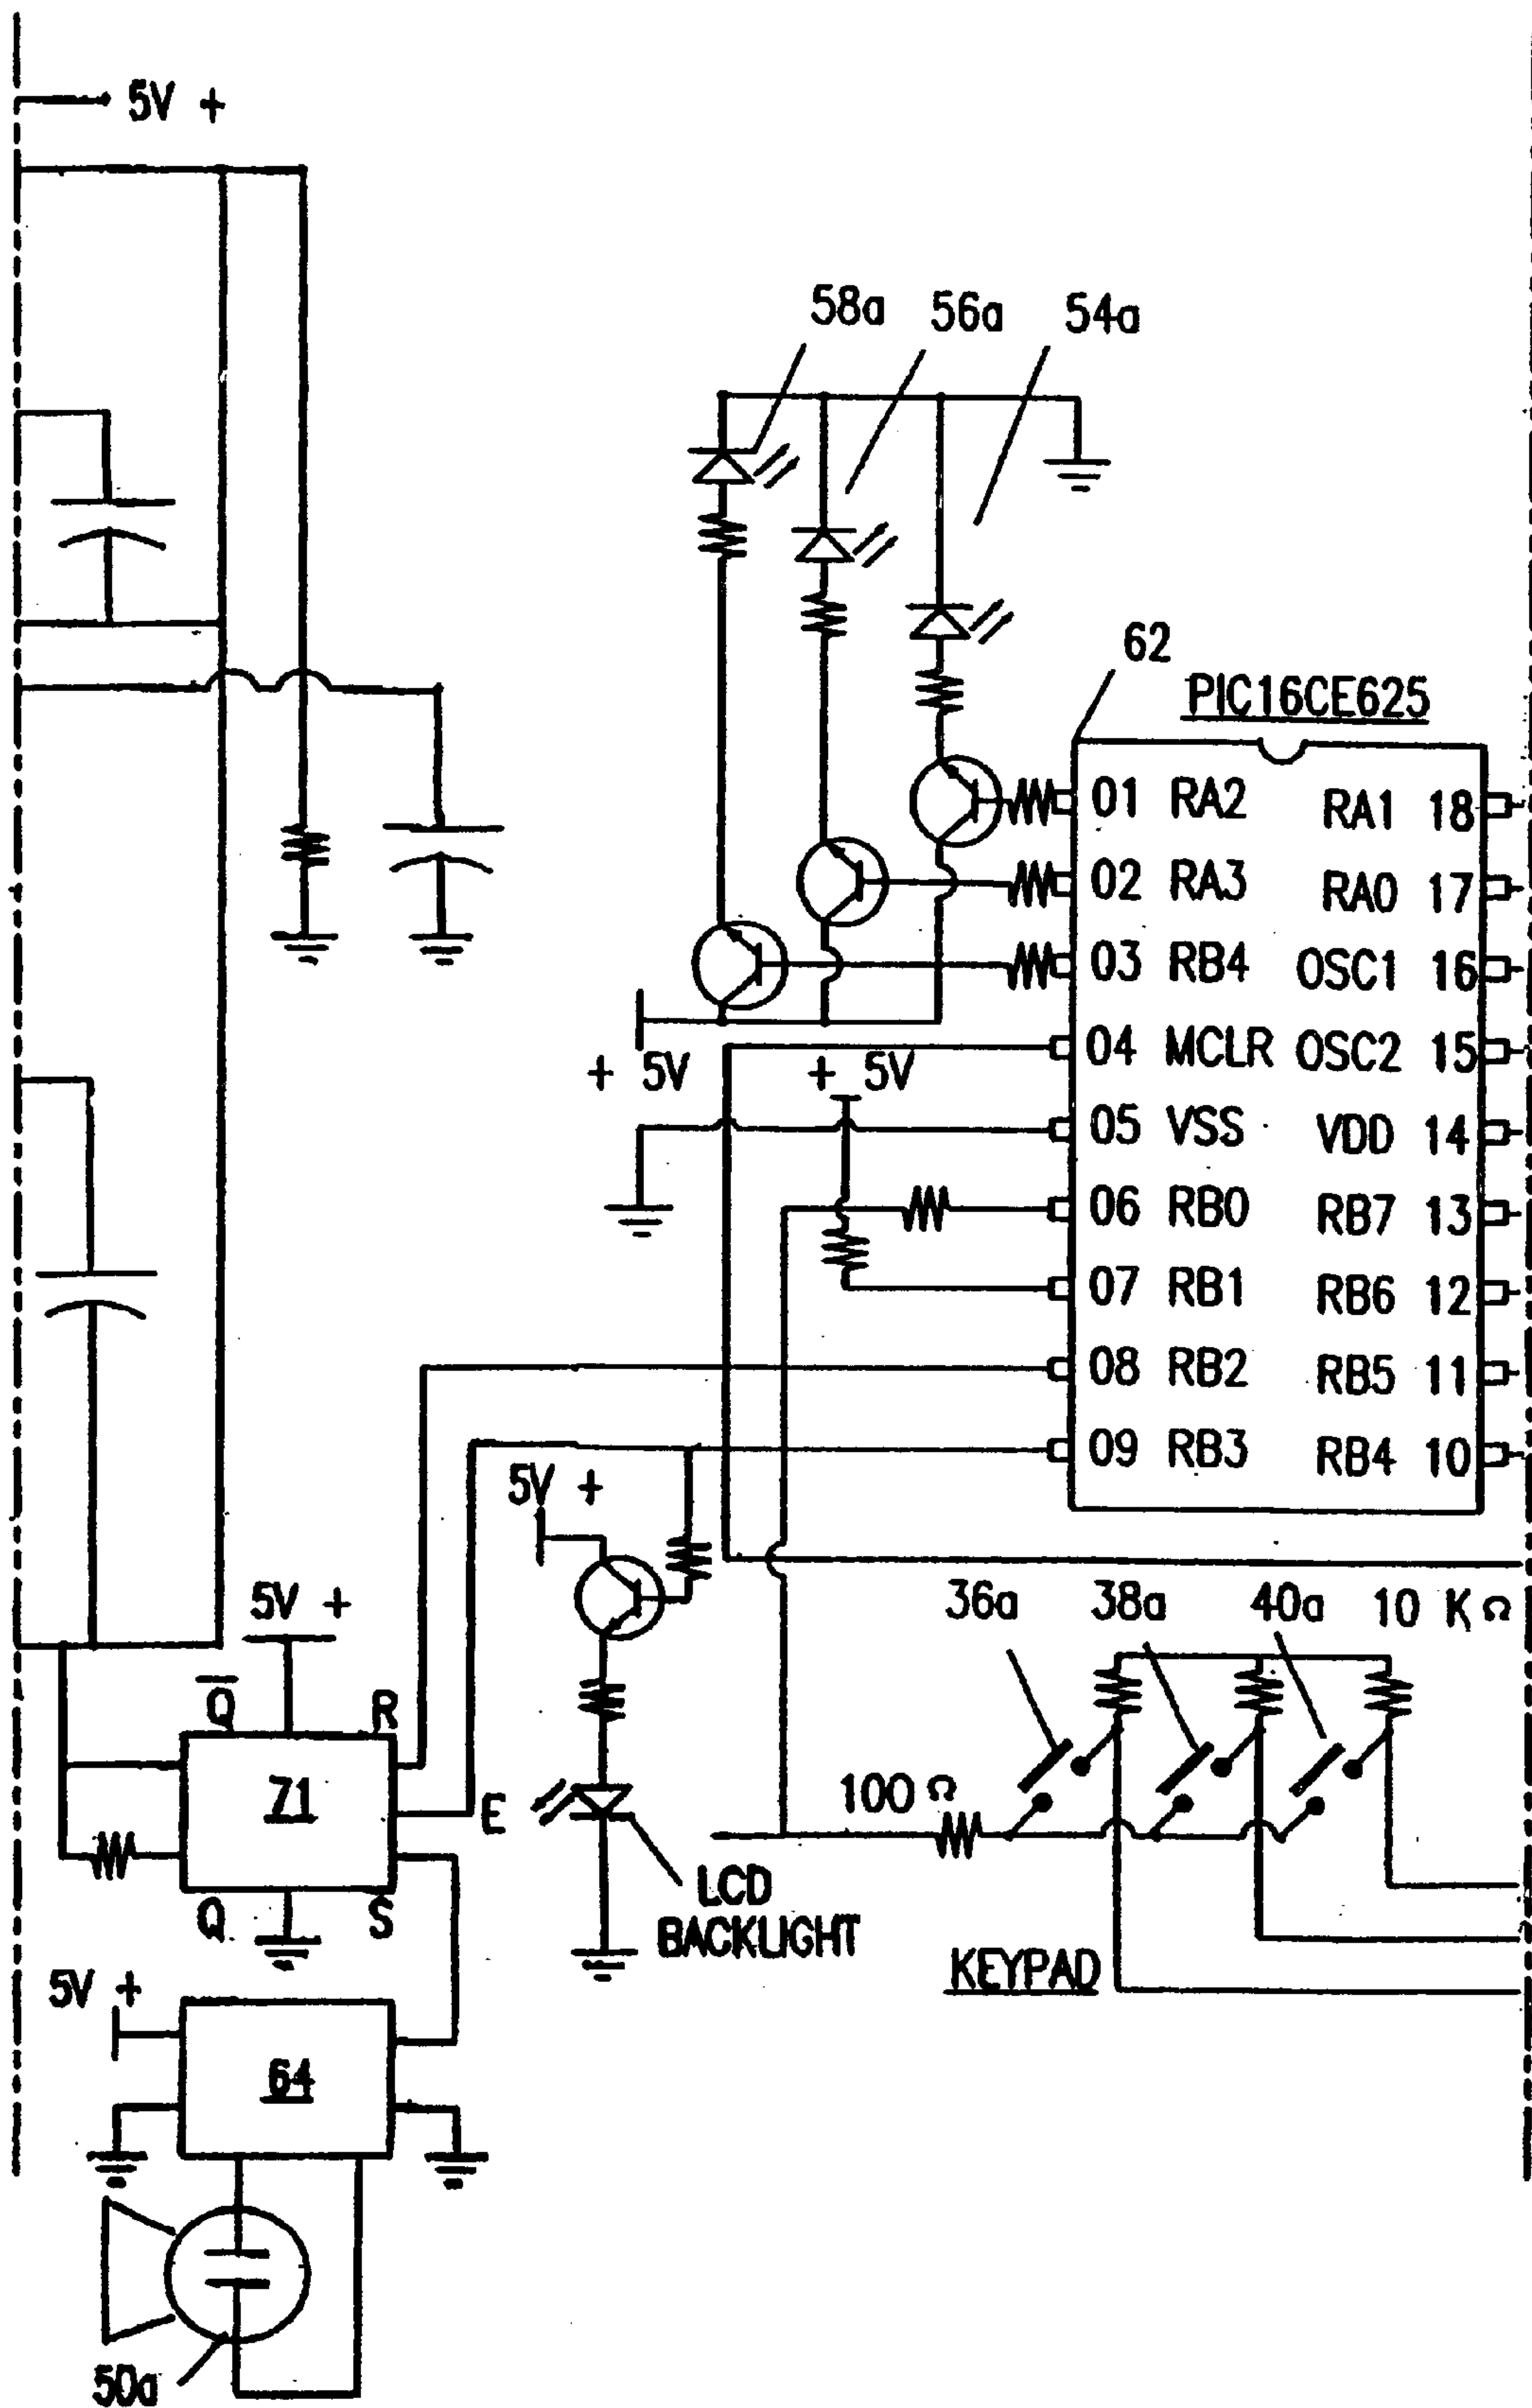 5V +
58a 56a 54a
62
PIC16CE625
01 RA2 RA1 18
02 RA3 RA0 17
03 RB4 OSC1 16
04 MCLR OSC2 15
+ 5V + 5V
05 VSS VDD 14
06 RB0 RB7 13
07 RB1 RB6 12
08 RB2 RB5 11
09 RB3 RB4 10
5V +
36a 38a 40a 10 K Ω
5V +
Q̅ R
Z1
E
100 Ω
Q S
LCD
BACKLIGHT
KEYPAD
5V +
64
50a